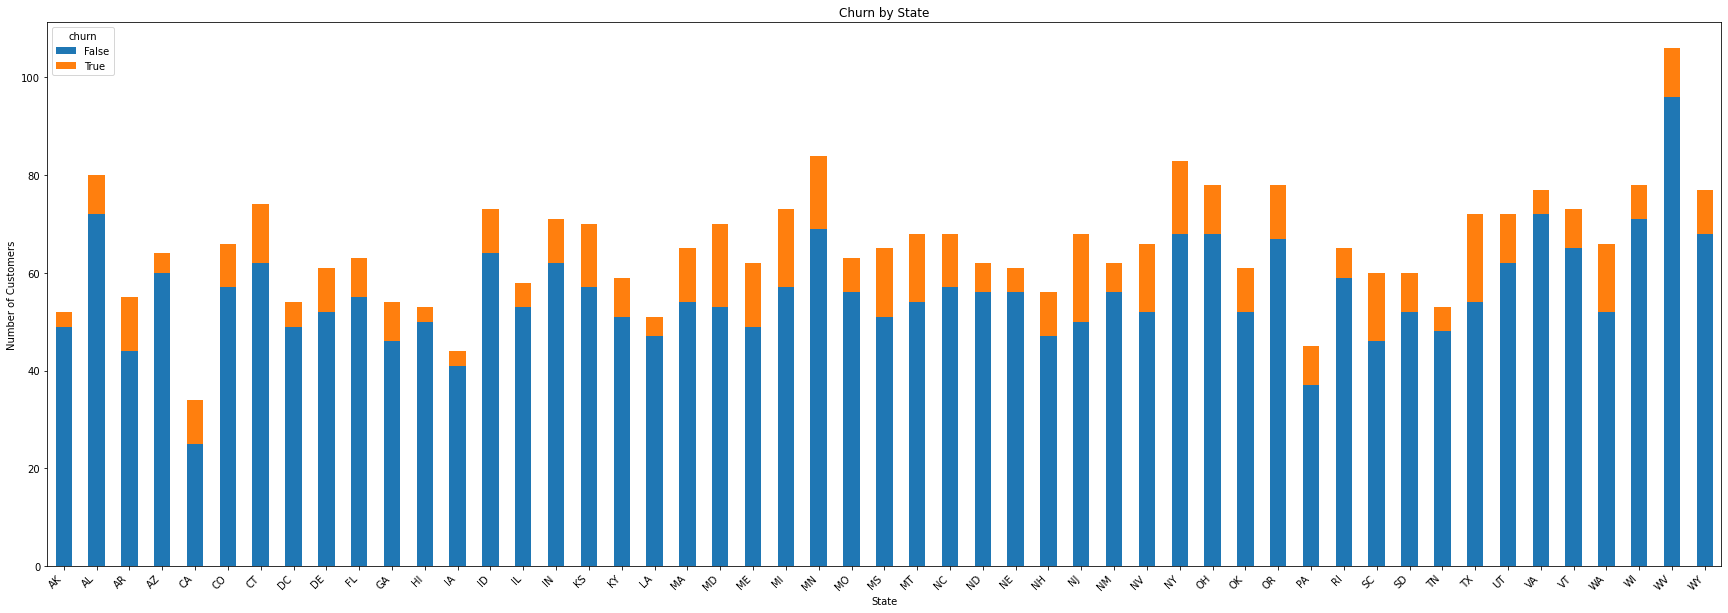 Churn by State
churn
False
True
Number of Customers
100
80
60
40
20
0
AK AL AR AZ CA CO CT DC DE FL GA HI IA ID IL IN KS KY LA MA MD ME MI MN MO MS MT NC ND NE NH NJ NM NV NY OH OK OR PA RI SC SD TN TX UT VA VT WA WI WV WY
State